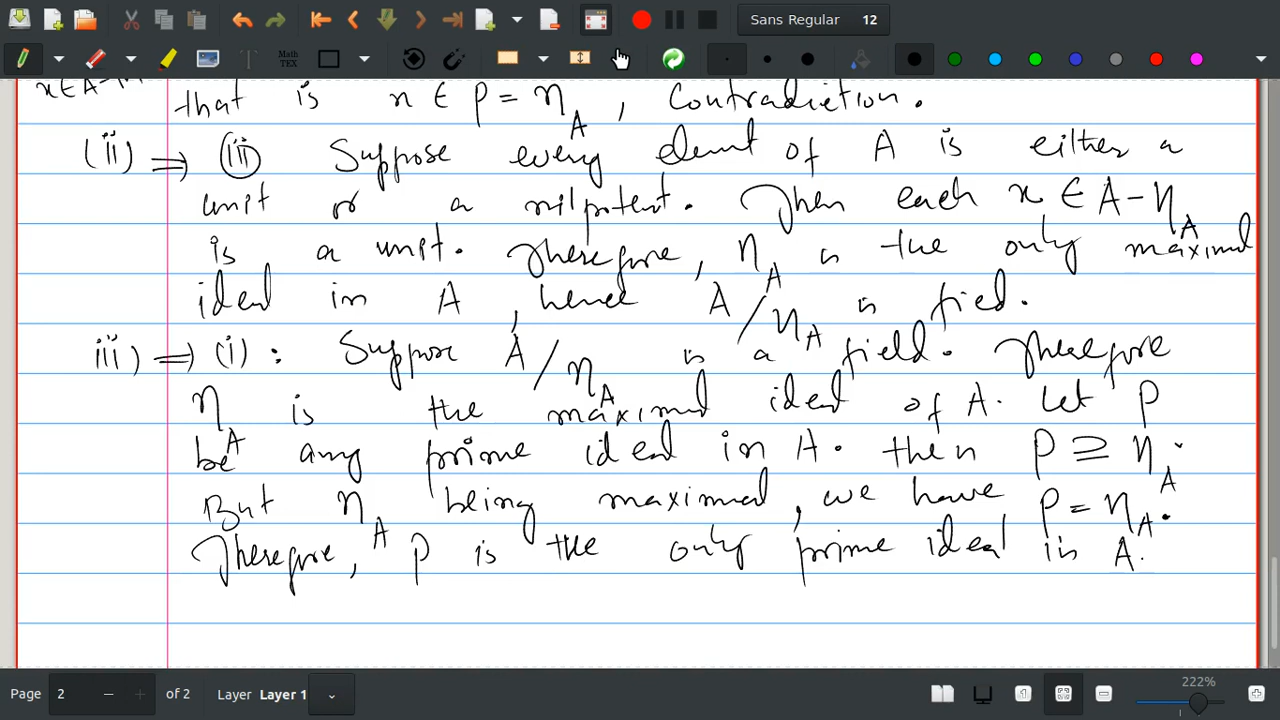 Sans Regular 12
x ∈ A-η
that is x ∈ P = η_A , Contradiction.
(ii) ⇒ (iii) Suppose every element of A is either a
unit or a nilpotent. Then each x ∈ A - η_A
is a unit. Therefore, η_A is the only maximal
ideal in A, hence A/η_A is field.
iii) ⇒ (i) : Suppose A/η_A is a field. Therefore
η_A is the maximal ideal of A. Let P
be any prime ideal in A. then P ⊇ η_A.
But η_A being maximal, we have P = η_A.
Therefore, P is the only prime ideal in A.
Page 2 of 2 Layer Layer 1 222%